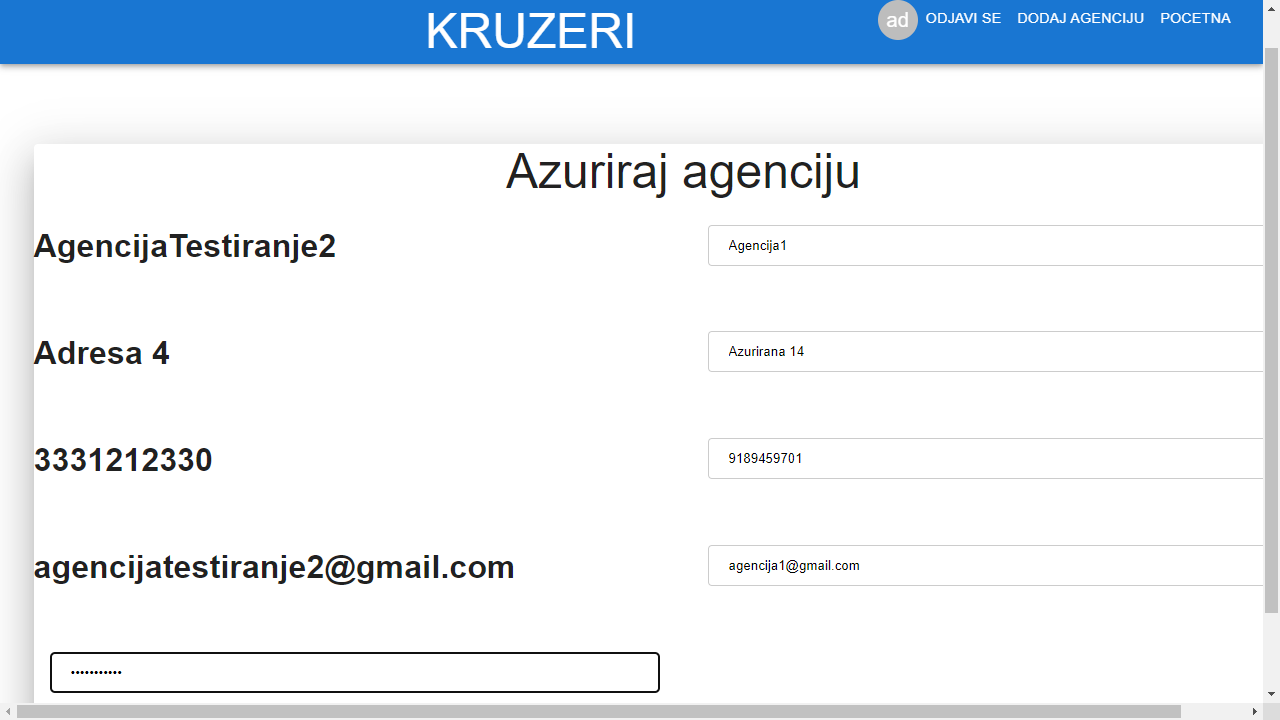 KRUZERI
ad ODJAVI SE DODAJ AGENCIJU POCETNA
Azuriraj agenciju
AgencijaTestiranje2
Agencija1
Adresa 4
Azurirana 14
3331212330
9189459701
agencijatestiranje2@gmail.com
agencija1@gmail.com
•••••••••••